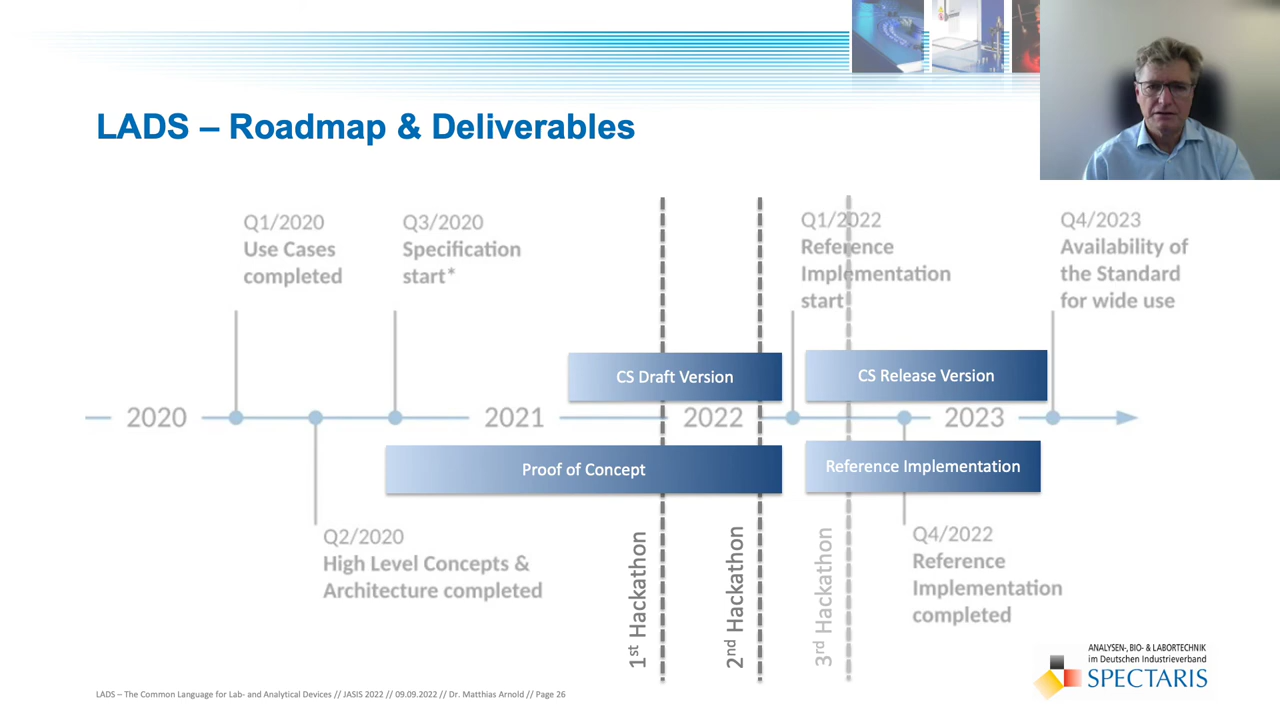 LADS – Roadmap & Deliverables
Q1/2020
Use Cases
completed
Q3/2020
Specification
start*
Q1/2022
Reference
Implementation
start
Q4/2023
Availability of
the Standard
for wide use
CS Draft Version
CS Release Version
2020
2021
2022
2023
Proof of Concept
Reference Implementation
Q2/2020
High Level Concepts &
Architecture completed
1st Hackathon
2nd Hackathon
3rd Hackathon
Q4/2022
Reference
Implementation
completed
ANALYSEN-, BIO- & LABORTECHNIK
im Deutschen Industrieverband
SPECTARIS
LADS – The Common Language for Lab- and Analytical Devices // JASIS 2022 // 09.09.2022 // Dr. Matthias Arnold // Page 26